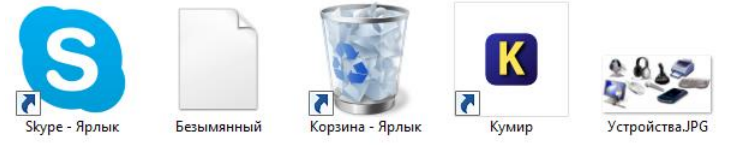 S
K
Skype - Ярлык
Безымянный
Корзина - Ярлык
Кумир
Устройства.JPG